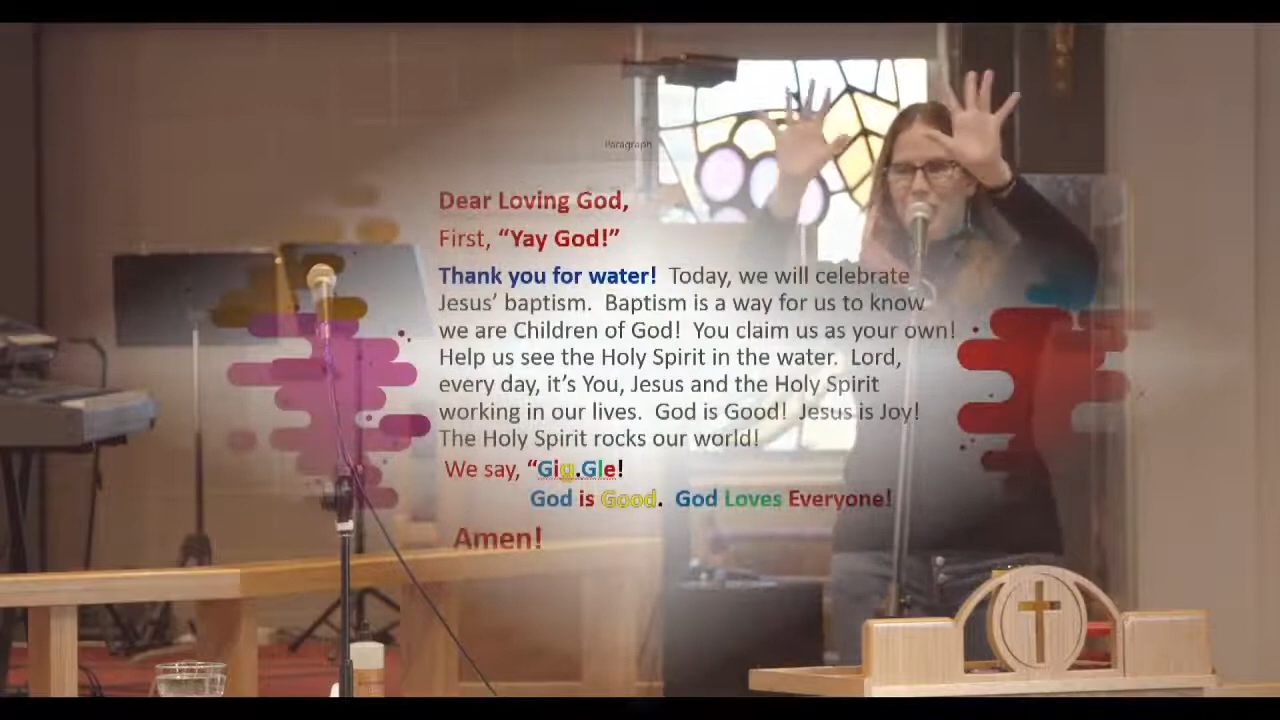 Paragraph
Dear Loving God,
First, “Yay God!”
Thank you for water!  Today, we will celebrate
Jesus’ baptism.  Baptism is a way for us to know
we are Children of God!  You claim us as your own!
Help us see the Holy Spirit in the water.  Lord,
every day, it’s You, Jesus and the Holy Spirit
working in our lives.  God is Good!  Jesus is Joy!
The Holy Spirit rocks our world!
We say, “Gig.Gle!
God is Good.  God Loves Everyone!
Amen!